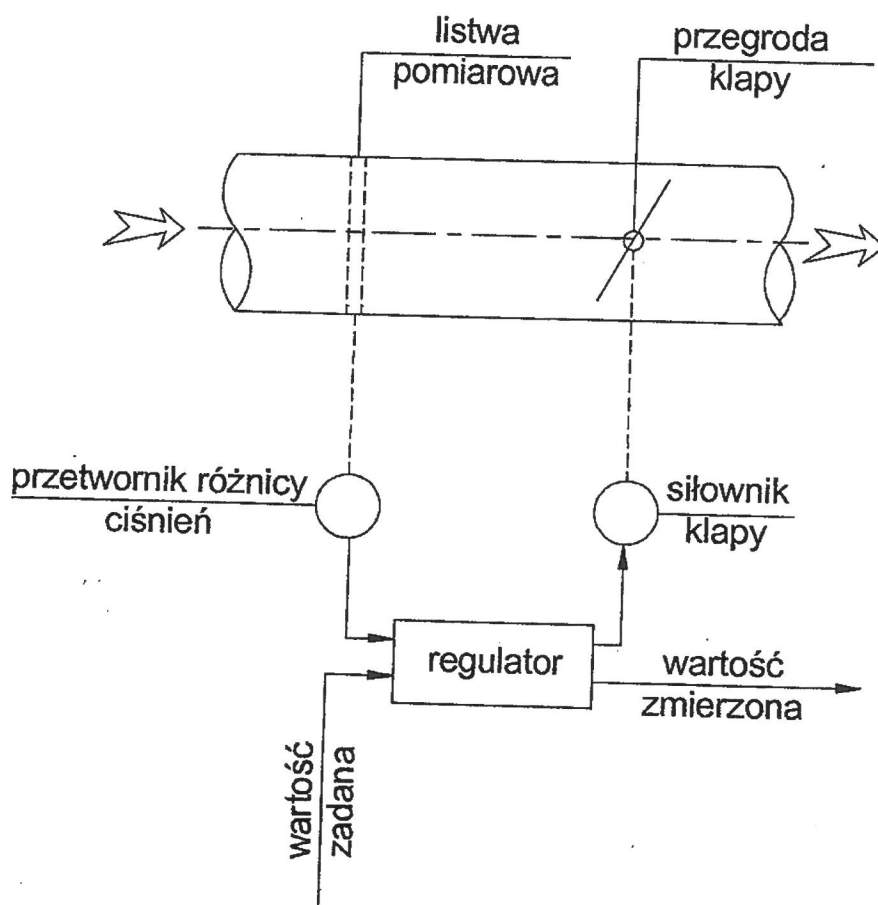 listwa
pomiarowa
przegroda
klapy
przetwornik różnicy
ciśnień
siłownik
klapy
regulator
wartość
zmierzona
wartość
zadana